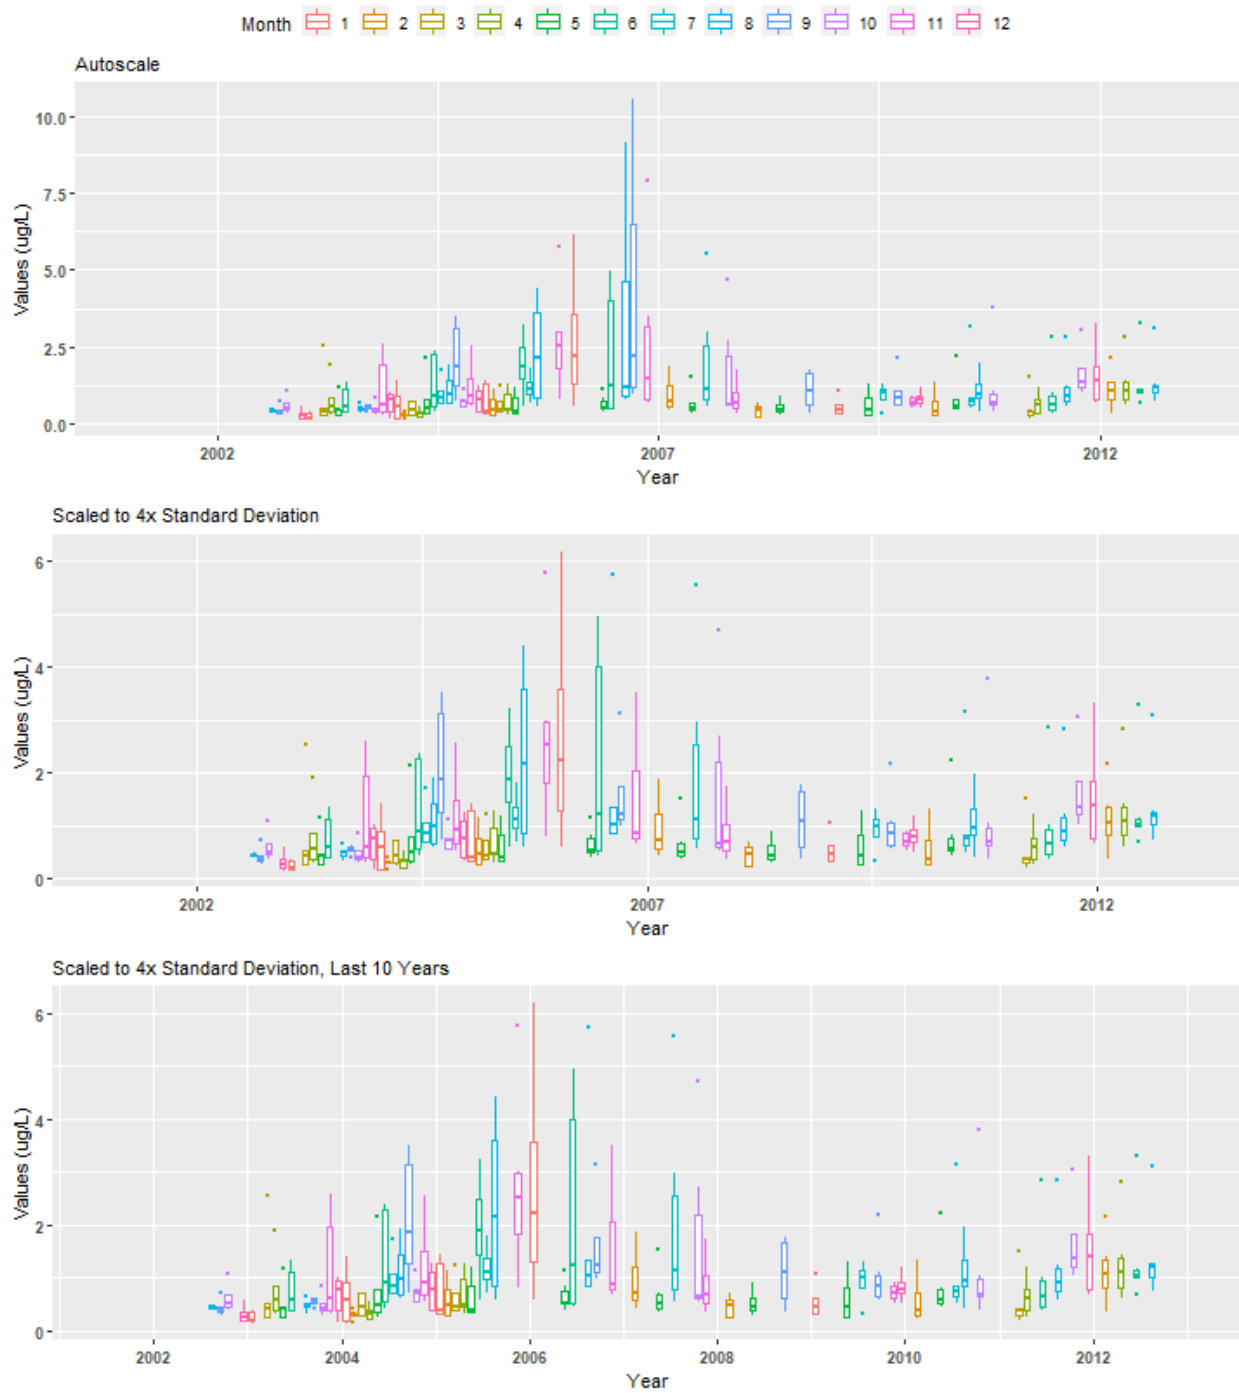 Month 1 2 3 4 5 6 7 8 9 10 11 12
Autoscale
10.0
7.5
5.0
2.5
0.0
Values (ug/L)
2002 2007 2012
Year
Scaled to 4x Standard Deviation
6
4
2
0
Values (ug/L)
2002 2007 2012
Year
Scaled to 4x Standard Deviation, Last 10 Years
6
4
2
0
Values (ug/L)
2002 2004 2006 2008 2010 2012
Year